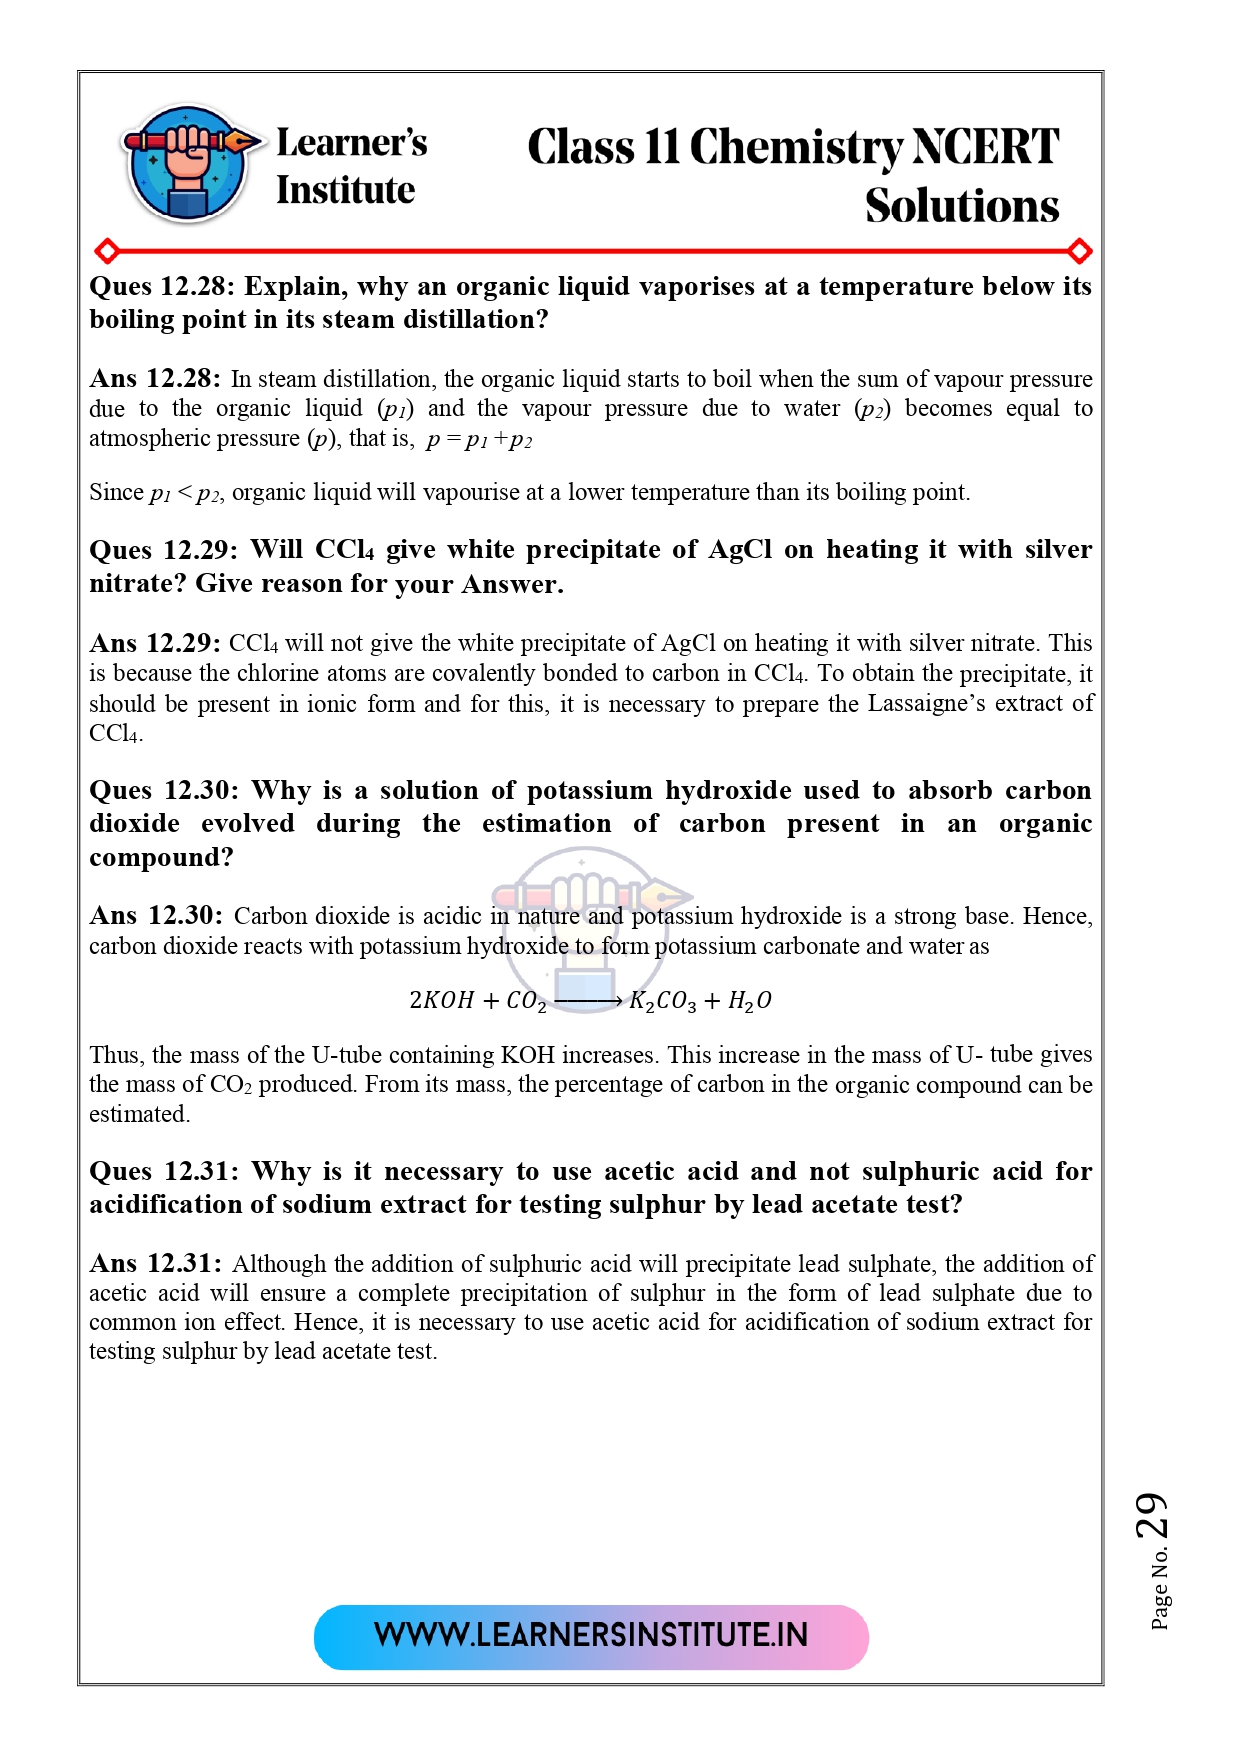 Learner's
Institute
Class 11 Chemistry NCERT
Solutions
Ques 12.28: Explain, why an organic liquid vaporises at a temperature below its
boiling point in its steam distillation?
Ans 12.28: In steam distillation, the organic liquid starts to boil when the sum of vapour pressure
due to the organic liquid (p₁) and the vapour pressure due to water (p₂) becomes equal to
atmospheric pressure (p), that is, p = p₁ +p₂
Since p₁ < p₂, organic liquid will vapourise at a lower temperature than its boiling point.
Ques 12.29: Will CCl₄ give white precipitate of AgCl on heating it with silver
nitrate? Give reason for your Answer.
Ans 12.29: CCl₄ will not give the white precipitate of AgCl on heating it with silver nitrate. This
is because the chlorine atoms are covalently bonded to carbon in CCl₄. To obtain the precipitate, it
should be present in ionic form and for this, it is necessary to prepare the Lassaigne's extract of
CCl₄.
Ques 12.30: Why is a solution of potassium hydroxide used to absorb carbon
dioxide evolved during the estimation of carbon present in an organic
compound?
Ans 12.30: Carbon dioxide is acidic in nature and potassium hydroxide is a strong base. Hence,
carbon dioxide reacts with potassium hydroxide to form potassium carbonate and water as
2KOH + CO₂ ⟶ K₂CO₃ + H₂O
Thus, the mass of the U-tube containing KOH increases. This increase in the mass of U- tube gives
the mass of CO₂ produced. From its mass, the percentage of carbon in the organic compound can be
estimated.
Ques 12.31: Why is it necessary to use acetic acid and not sulphuric acid for
acidification of sodium extract for testing sulphur by lead acetate test?
Ans 12.31: Although the addition of sulphuric acid will precipitate lead sulphate, the addition of
acetic acid will ensure a complete precipitation of sulphur in the form of lead sulphate due to
common ion effect. Hence, it is necessary to use acetic acid for acidification of sodium extract for
testing sulphur by lead acetate test.
Page No. 29
WWW.LEARNERSINSTITUTE.IN